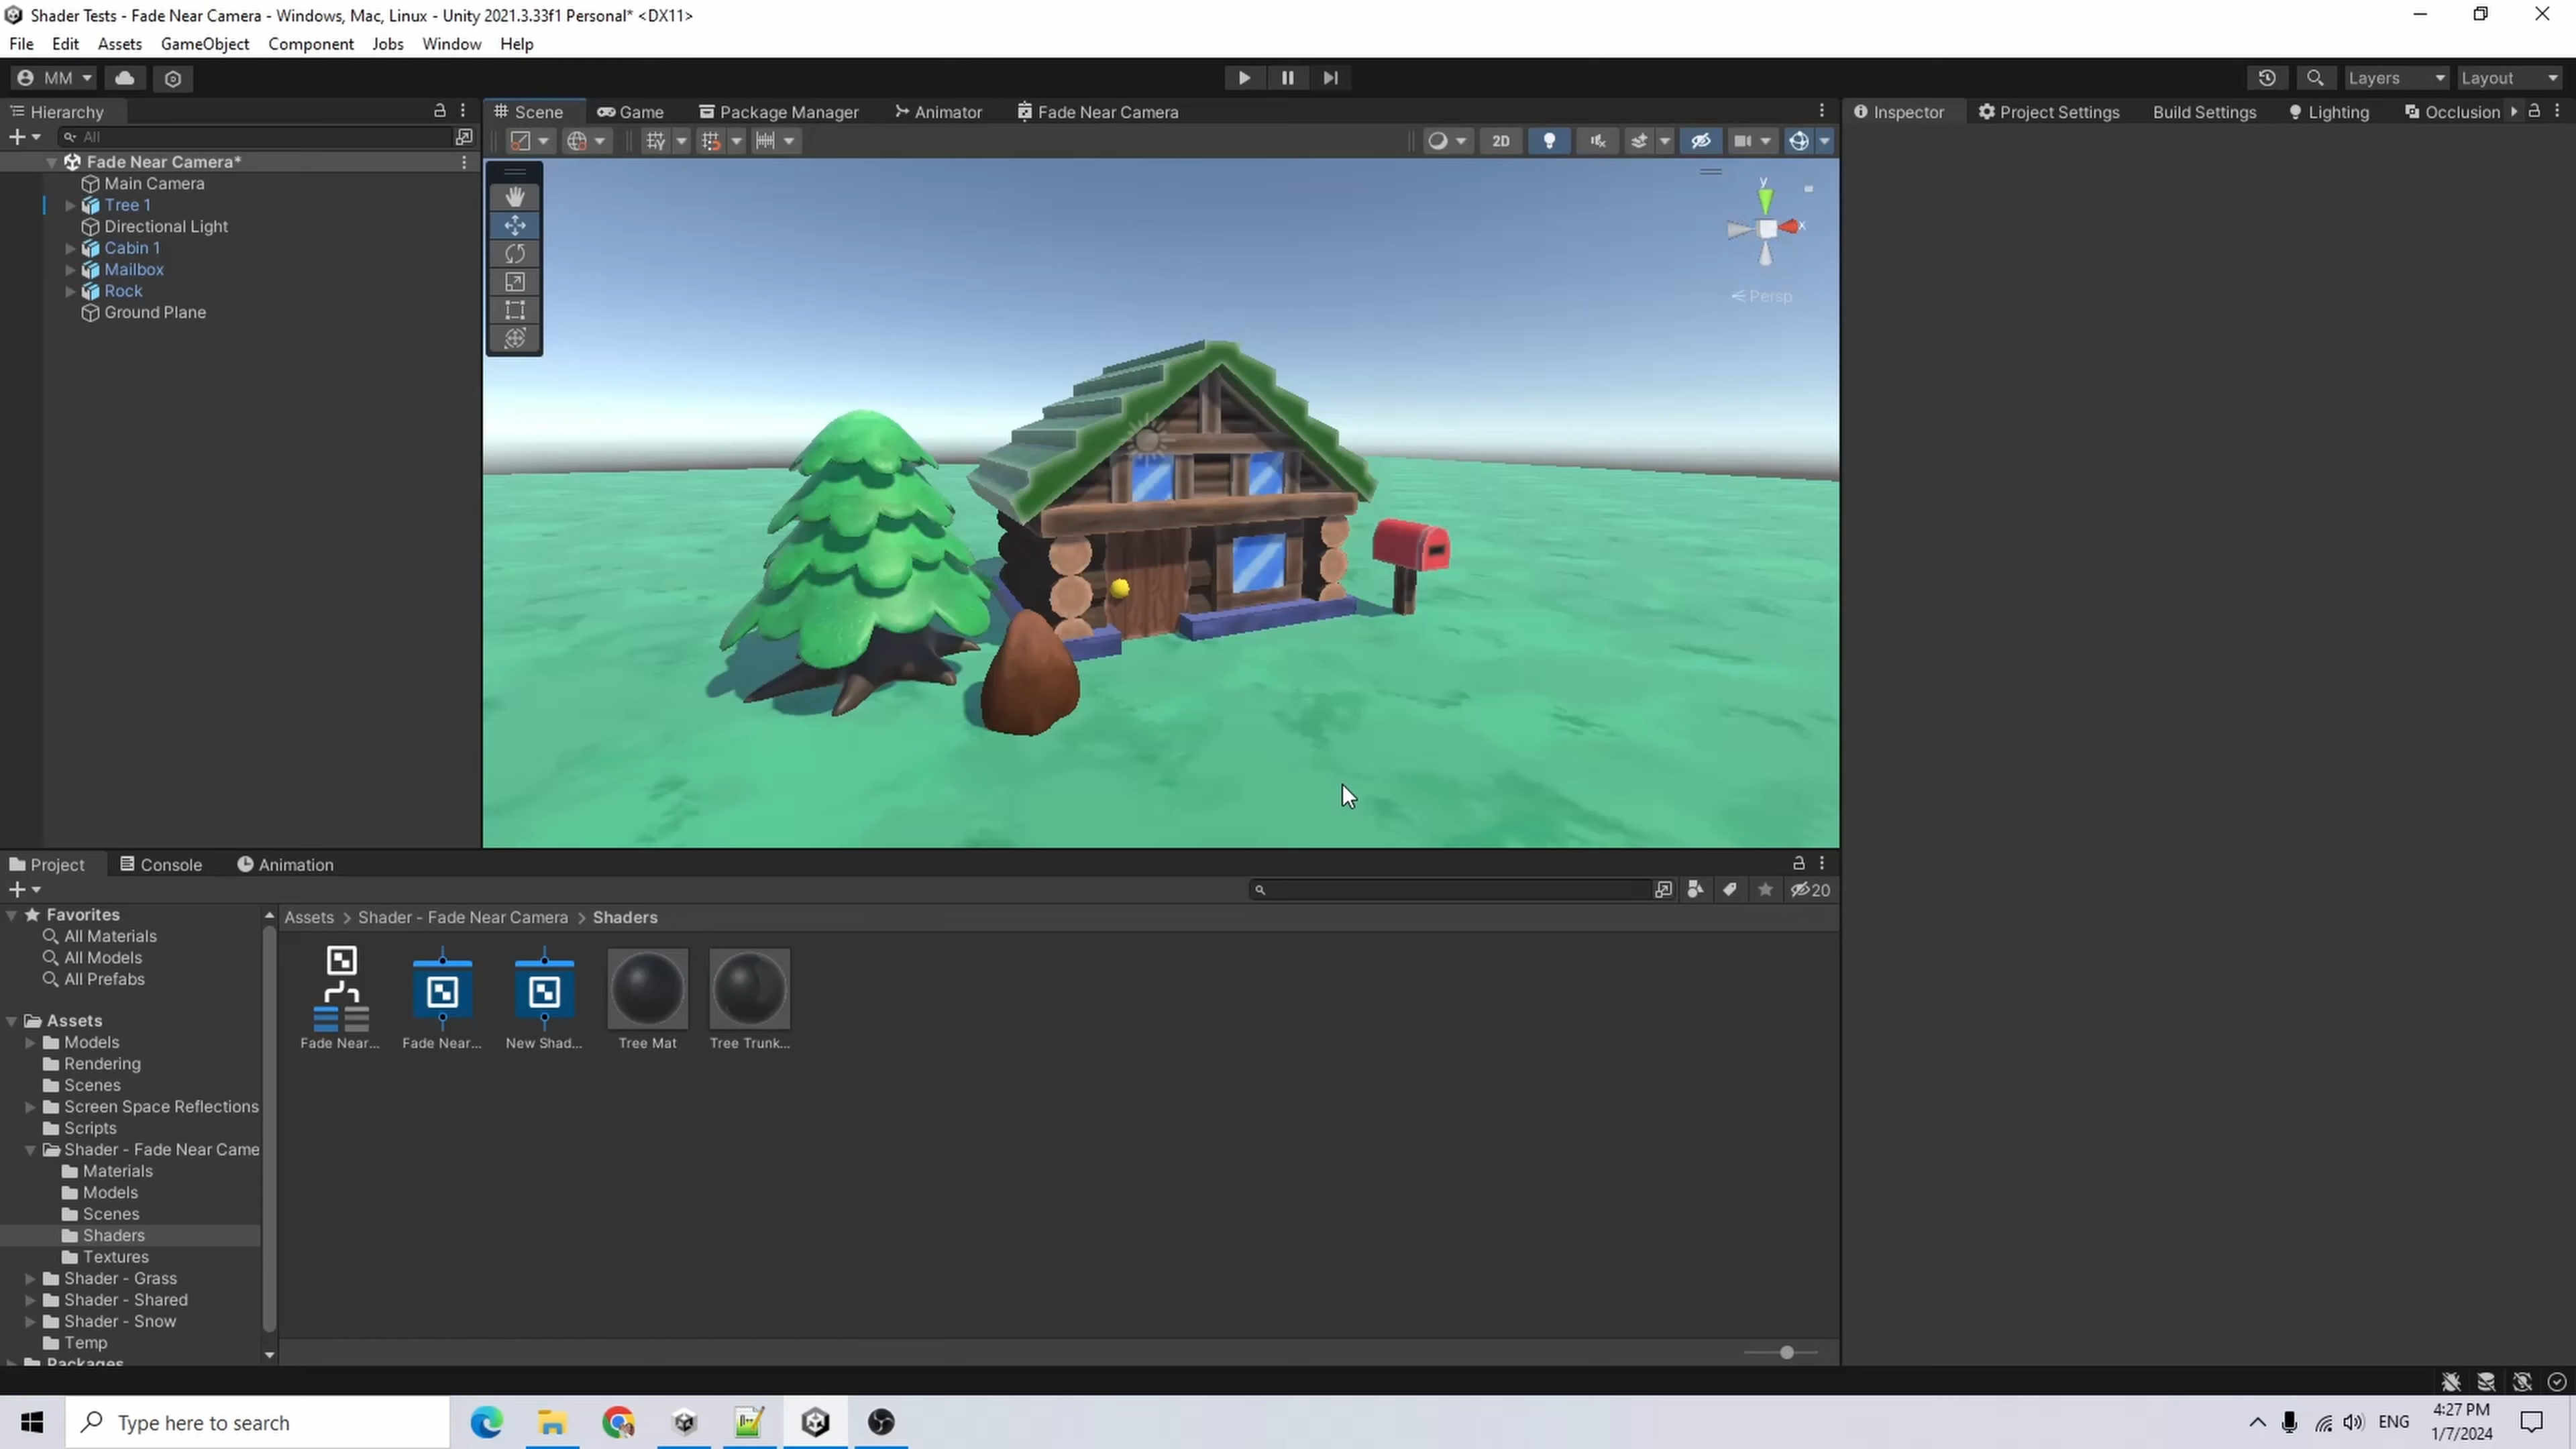 Shader Tests - Fade Near Camera - Windows, Mac, Linux - Unity 2021.3.33f1 Personal* <DX11>
File Edit Assets GameObject Component Jobs Window Help
MM Layers Layout
Hierarchy
All
Fade Near Camera*
Main Camera
Tree 1
Directional Light
Cabin 1
Mailbox
Rock
Ground Plane
Scene Game Package Manager Animator Fade Near Camera
2D
y
x
Persp
Inspector Project Settings Build Settings Lighting Occlusion
Project Console Animation
20
Favorites
All Materials
All Models
All Prefabs
Assets
Models
Rendering
Scenes
Screen Space Reflections
Scripts
Shader - Fade Near Came
Materials
Models
Scenes
Shaders
Textures
Shader - Grass
Shader - Shared
Shader - Snow
Temp
Packages
Assets > Shader - Fade Near Camera > Shaders
Fade Near... Fade Near... New Shad... Tree Mat Tree Trunk...
Type here to search
ENG
4:27 PM
1/7/2024